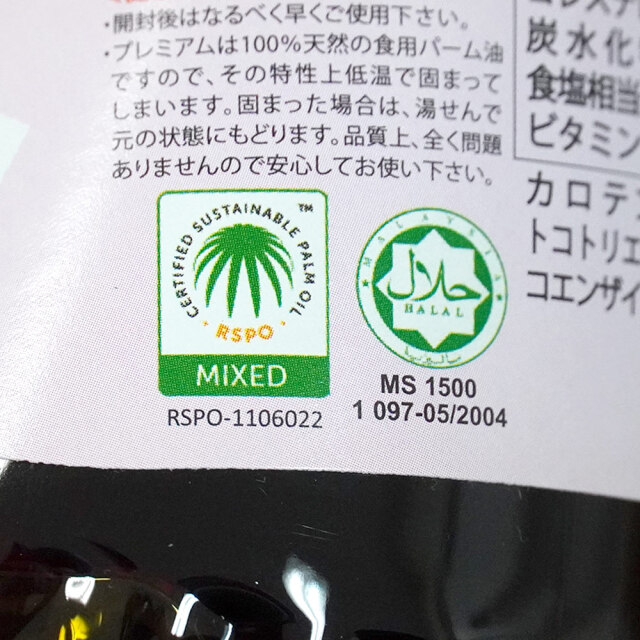 ・開封後はなるべく早くご使用下さい。
・プレミアムは100%天然の食用パーム油
ですので、その特性上低温で固まって
しまいます。固まった場合は、湯せんで
元の状態にもどります。品質上、全く問題
ありませんので安心してお使い下さい。
炭水化
食塩相当
ビタミン
カロテ
トコトリエ
コエンザイ
CERTIFIED SUSTAINABLE PALM OIL TM
RSPO
MIXED
RSPO-1106022
MALAYSIA
حلال
HALAL
مليسيا
MS 1500
1 097-05/2004